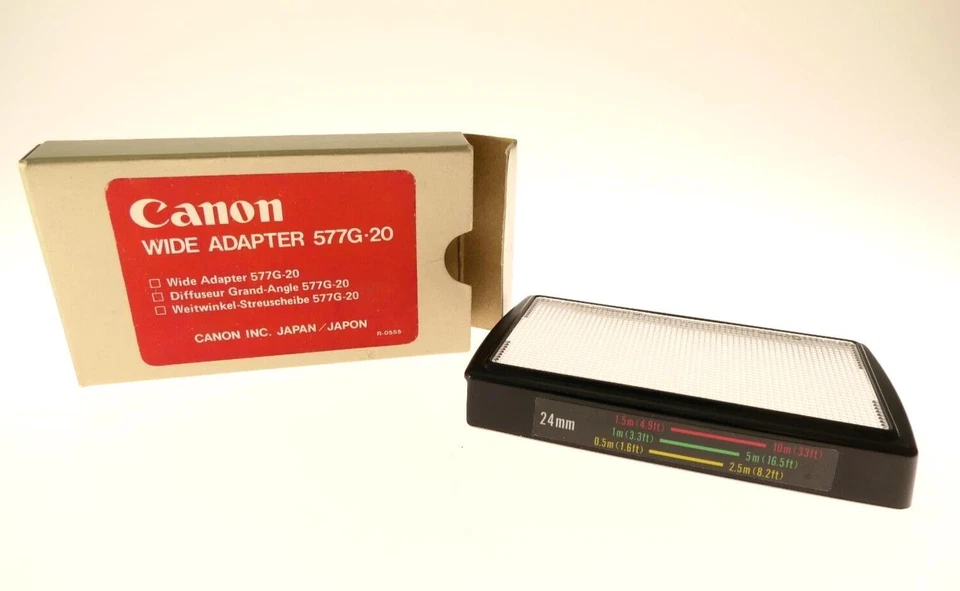 Canon
WIDE ADAPTER 577G·20
Wide Adapter 577G-20
Diffuseur Grand-Angle 577G-20
Weitwinkel-Streuscheibe 577G-20
CANON INC. JAPAN/JAPON
R-0555
24mm
1.5m(4.9ft) 10m(33ft)
1m(3.3ft) 5m(16.5ft)
0.5m(1.6ft) 2.5m(8.2ft)